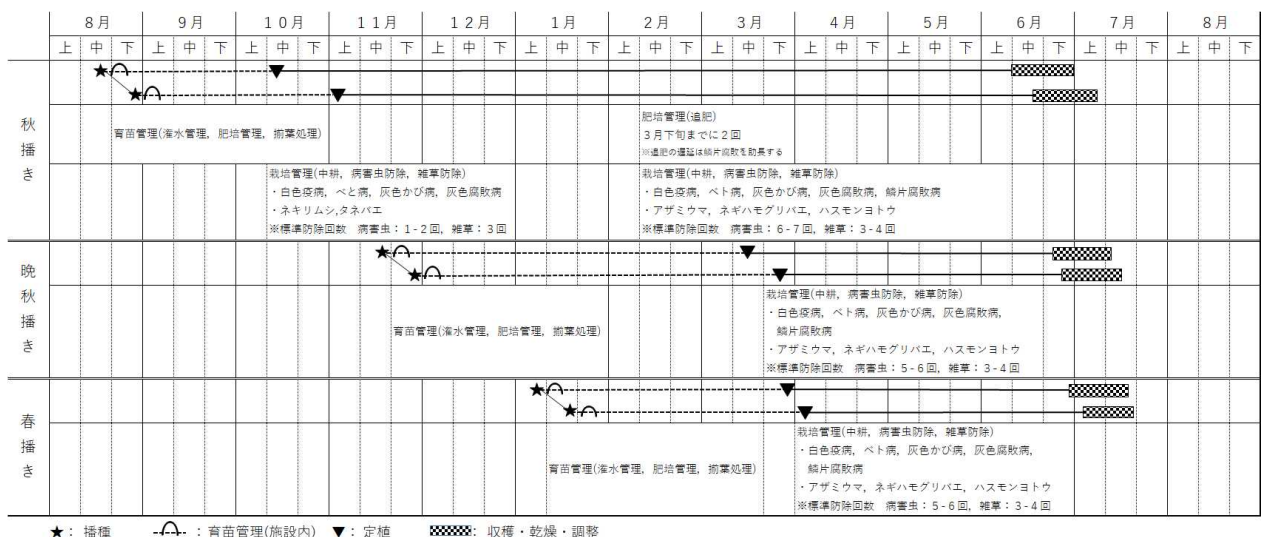 8月 9月 10月 11月 12月 1月 2月 3月 4月 5月 6月 7月 8月
上 中 下 上 中 下 上 中 下 上 中 下 上 中 下 上 中 下 上 中 下 上 中 下 上 中 下 上 中 下 上 中 下 上 中 下 上 中 下
秋播き
育苗管理(潅水管理，肥培管理，揃葉処理)
肥培管理(追肥)
3月下旬までに2回
※追肥の遅延は鱗片腐敗を助長する
栽培管理(中耕，病害虫防除，雑草防除)
・白色疫病，べと病，灰色かび病，灰色腐敗病
・ネキリムシ,タネバエ
※標準防除回数　病害虫：1-2回，雑草：3回
栽培管理(中耕，病害虫防除，雑草防除)
・白色疫病，ベト病，灰色かび病，灰色腐敗病，鱗片腐敗病
・アザミウマ，ネギハモグリバエ，ハスモンヨトウ
※標準防除回数　病害虫：6-7回，雑草：3-4回
晩秋播き
育苗管理(潅水管理，肥培管理，揃葉処理)
栽培管理(中耕，病害虫防除，雑草防除)
・白色疫病，ベト病，灰色かび病，灰色腐敗病，
鱗片腐敗病
・アザミウマ，ネギハモグリバエ，ハスモンヨトウ
※標準防除回数　病害虫：5-6回，雑草：3-4回
春播き
育苗管理(潅水管理，肥培管理，揃葉処理)
栽培管理(中耕，病害虫防除，雑草防除)
・白色疫病，ベト病，灰色かび病，灰色腐敗病，
鱗片腐敗病
・アザミウマ，ネギハモグリバエ，ハスモンヨトウ
※標準防除回数　病害虫：5-6回，雑草：3-4回
★：播種　：育苗管理(施設内)　▼：定植　：収穫・乾燥・調整